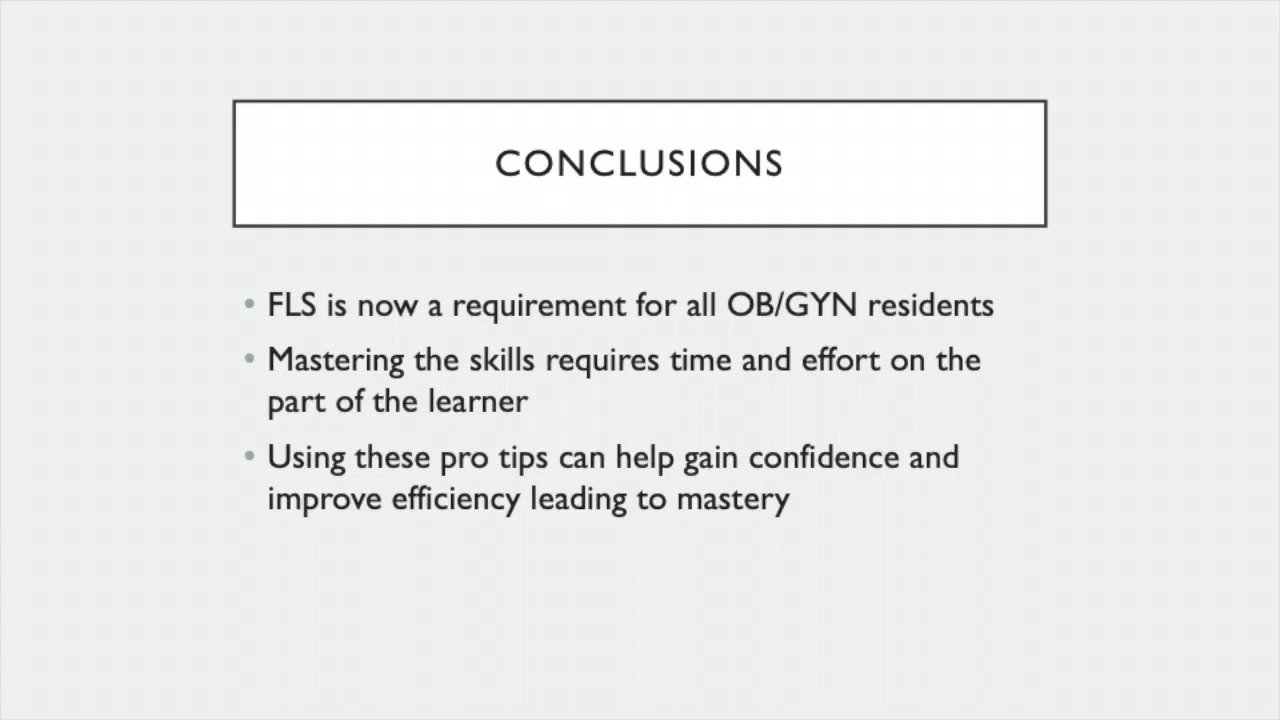 CONCLUSIONS
• FLS is now a requirement for all OB/GYN residents
• Mastering the skills requires time and effort on the
part of the learner
• Using these pro tips can help gain confidence and
improve efficiency leading to mastery